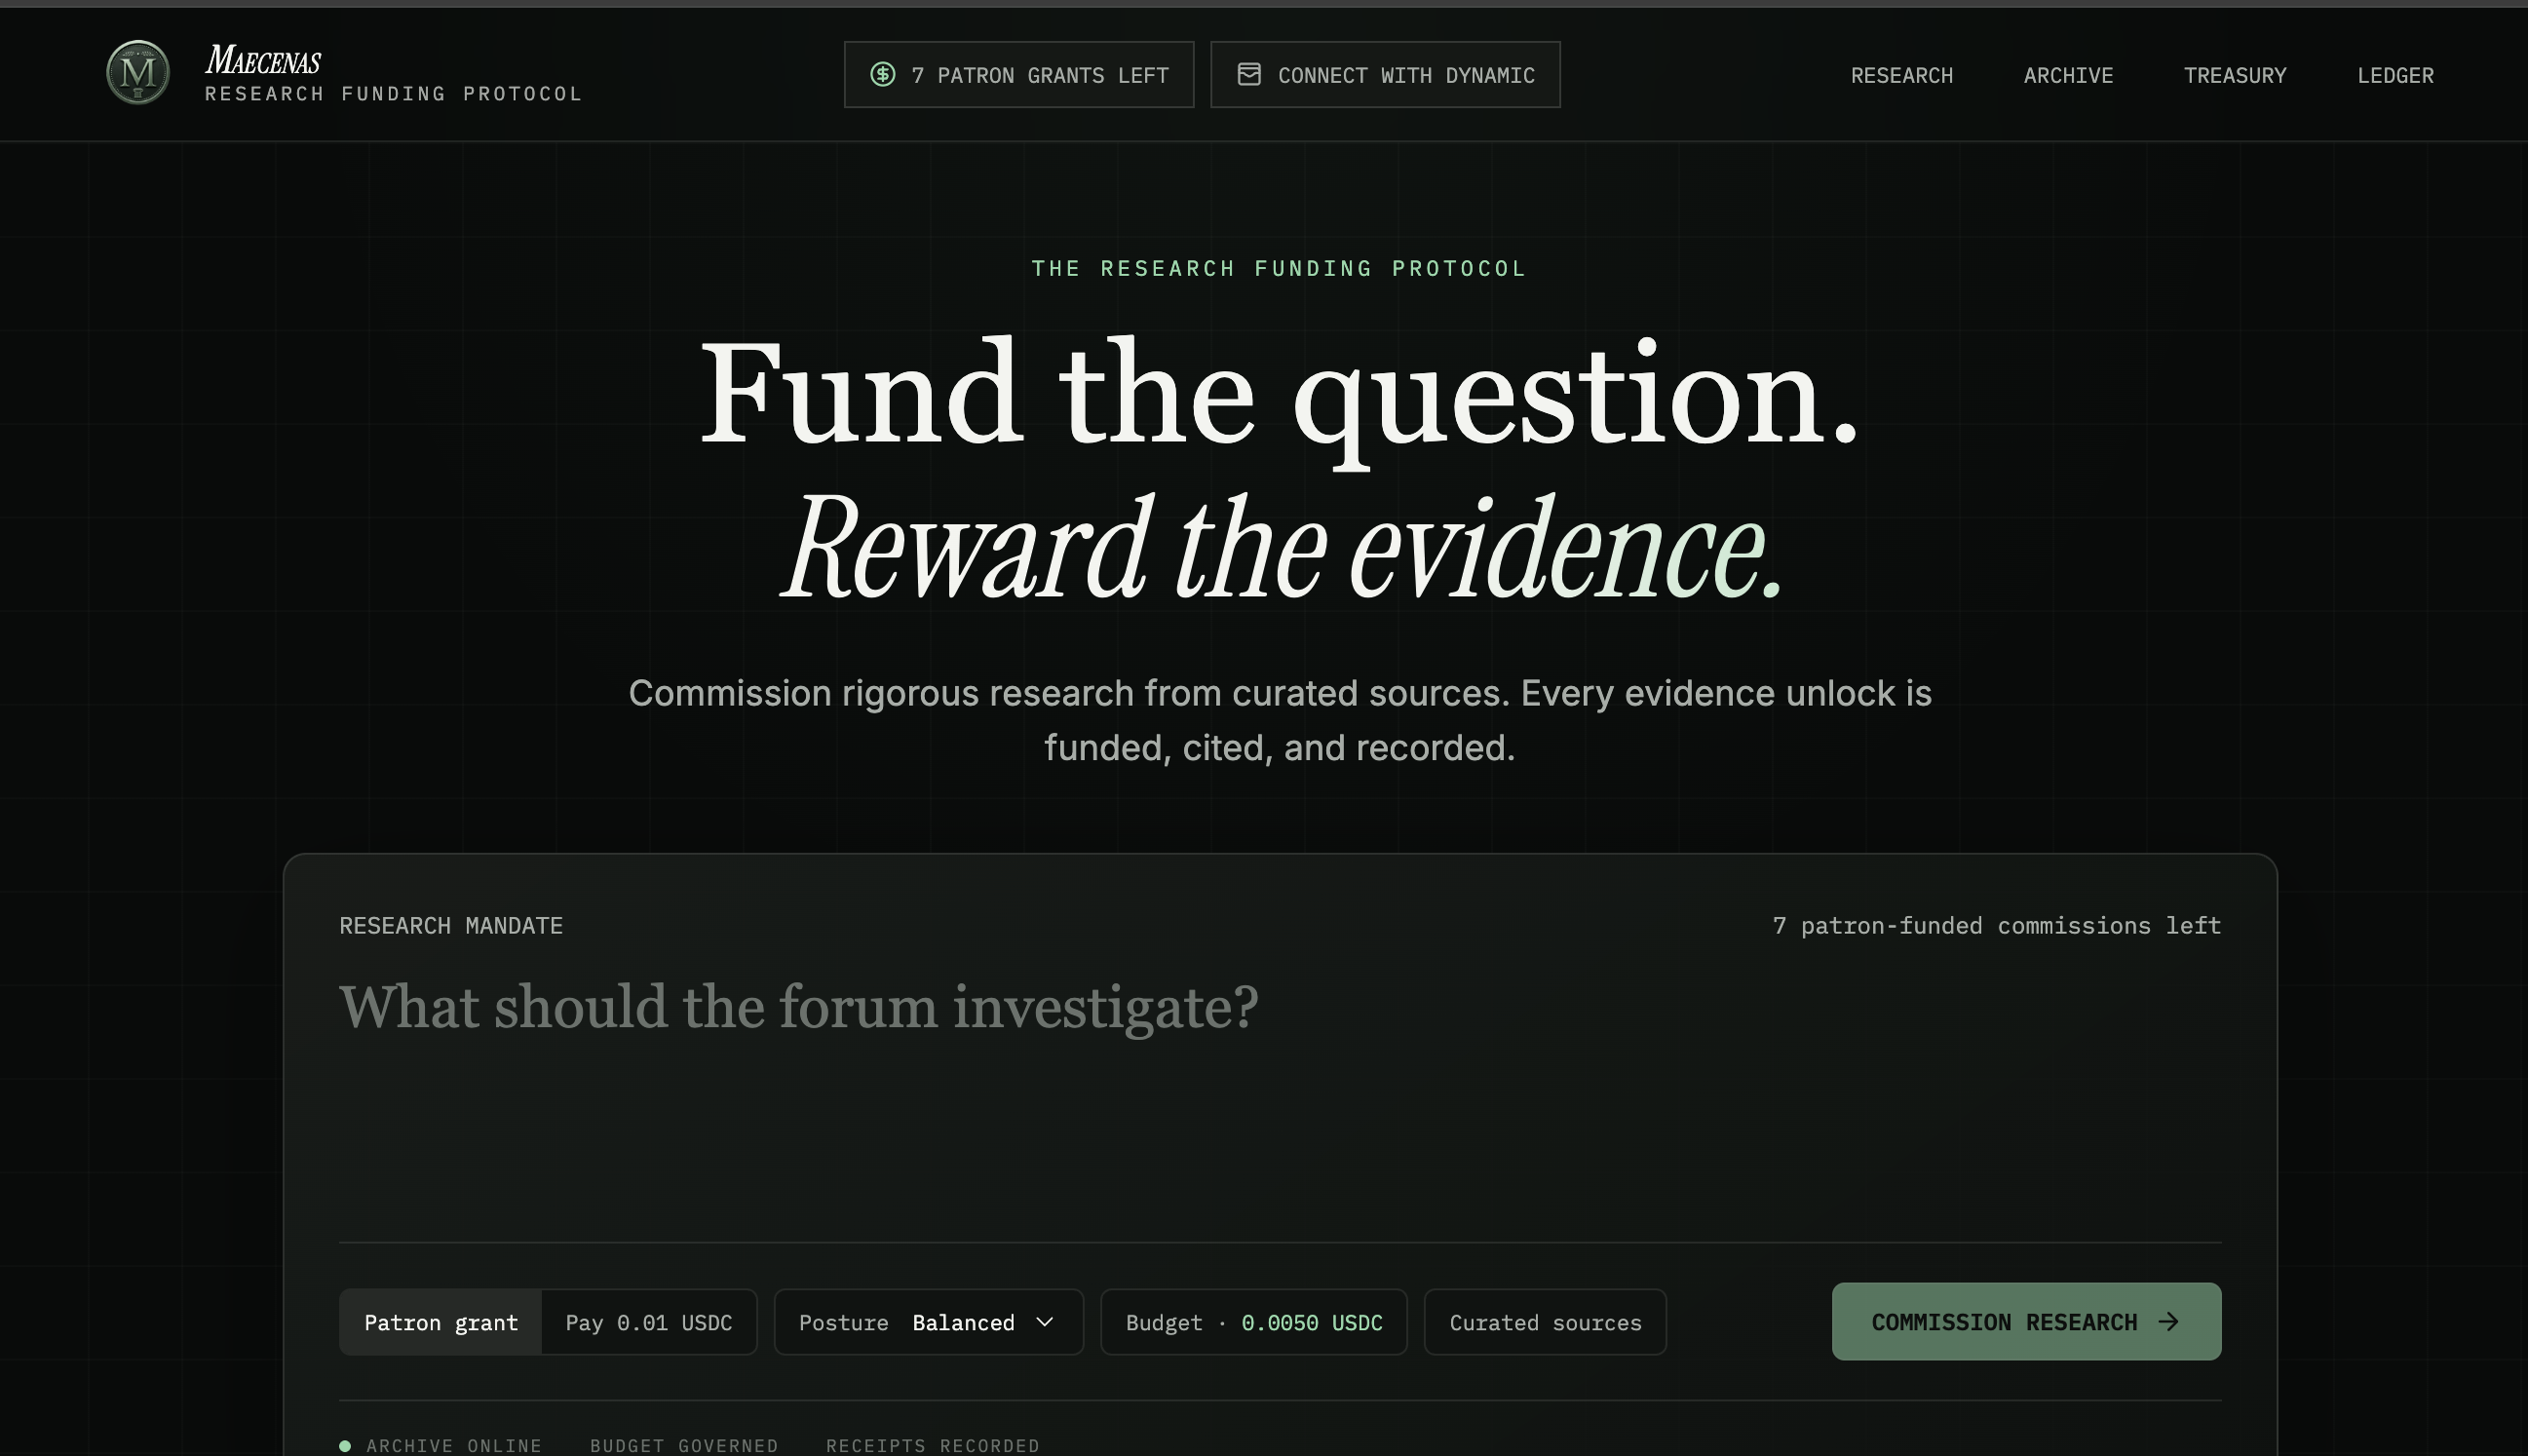 M
MAECENAS
RESEARCH FUNDING PROTOCOL
7 PATRON GRANTS LEFT
CONNECT WITH DYNAMIC
RESEARCH
ARCHIVE
TREASURY
LEDGER
THE RESEARCH FUNDING PROTOCOL
Fund the question.
Reward the evidence.
Commission rigorous research from curated sources. Every evidence unlock is
funded, cited, and recorded.
RESEARCH MANDATE
7 patron-funded commissions left
What should the forum investigate?
Patron grant
Pay 0.01 USDC
Posture Balanced
Budget · 0.0050 USDC
Curated sources
COMMISSION RESEARCH →
ARCHIVE ONLINE
BUDGET GOVERNED
RECEIPTS RECORDED